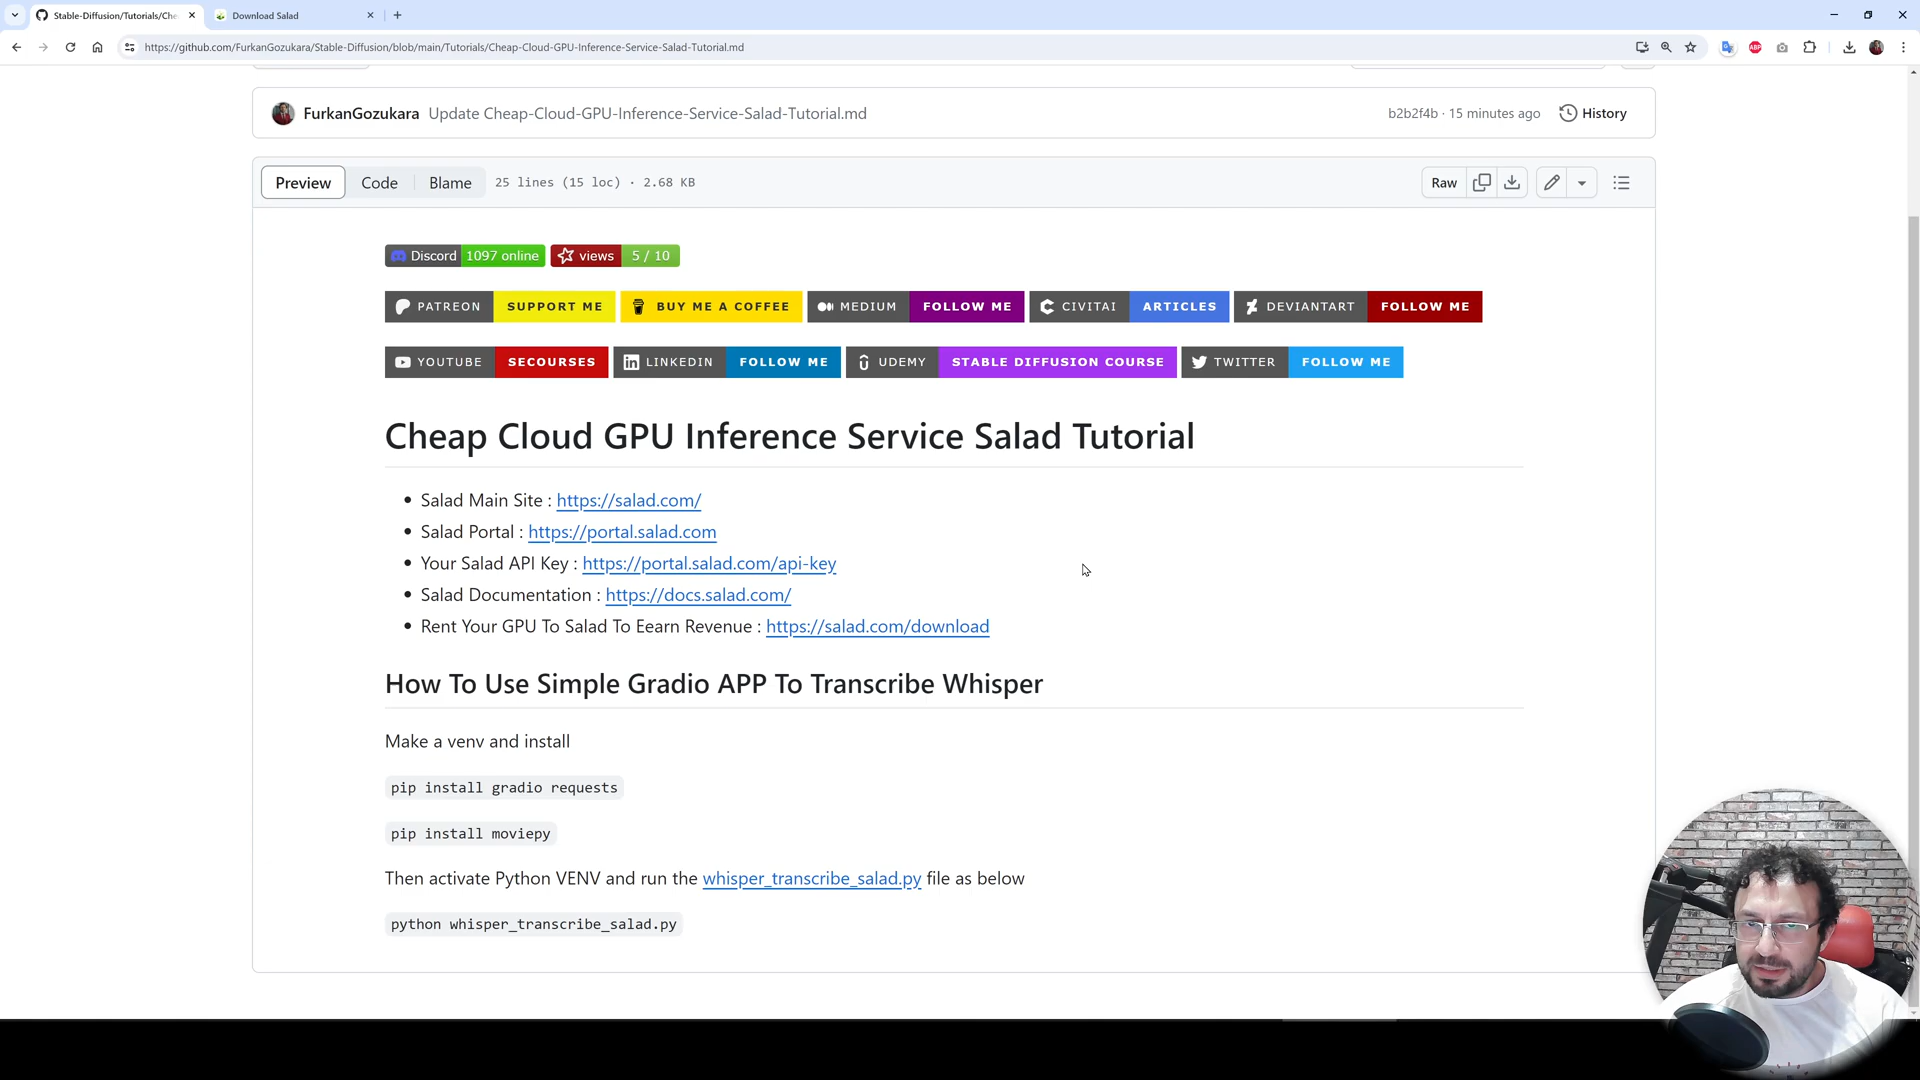 Stable-Diffusion/Tutorials/Che
Download Salad
https://github.com/FurkanGozukara/Stable-Diffusion/blob/main/Tutorials/Cheap-Cloud-GPU-Inference-Service-Salad-Tutorial.md
ABP
FurkanGozukara Update Cheap-Cloud-GPU-Inference-Service-Salad-Tutorial.md b2b2f4b · 15 minutes ago History
Preview Code Blame 25 lines (15 loc) · 2.68 KB Raw
Discord 1097 online views 5 / 10
PATREON SUPPORT ME BUY ME A COFFEE MEDIUM FOLLOW ME CIVITAI ARTICLES DEVIANTART FOLLOW ME
YOUTUBE SECOURSES LINKEDIN FOLLOW ME UDEMY STABLE DIFFUSION COURSE TWITTER FOLLOW ME
Cheap Cloud GPU Inference Service Salad Tutorial
• Salad Main Site : https://salad.com/
• Salad Portal : https://portal.salad.com
• Your Salad API Key : https://portal.salad.com/api-key
• Salad Documentation : https://docs.salad.com/
• Rent Your GPU To Salad To Eearn Revenue : https://salad.com/download
How To Use Simple Gradio APP To Transcribe Whisper
Make a venv and install
pip install gradio requests
pip install moviepy
Then activate Python VENV and run the whisper_transcribe_salad.py file as below
python whisper_transcribe_salad.py